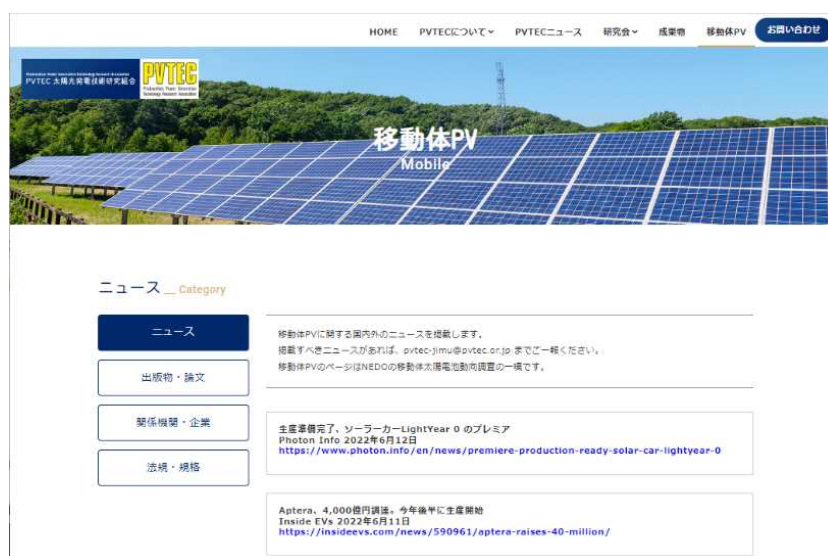 HOME PVTECについて PVTECニュース 研究会 成果物 移動体PV お問い合わせ
PVTEC 太陽光発電技術研究組合
PVTEC
移動体PV
Mobile
ニュース __ Category
ニュース
出版物・論文
関係機関・企業
法規・規格
移動体PVに関する国内外のニュースを掲載します。
掲載すべきニュースがあれば、pvtec-jimu@pvtec.or.jp までご一報ください。
移動体PVのページはNEDOの移動体太陽電池動向調査の一環です。
生産準備完了、ソーラーカーLightYear 0 のプレミア
Photon Info 2022年6月12日
https://www.photon.info/en/news/premiere-production-ready-solar-car-lightyear-0
Aptera、4,000億円調達。今年後半に生産開始
Inside EVs 2022年6月11日
https://insideevs.com/news/590961/aptera-raises-40-million/